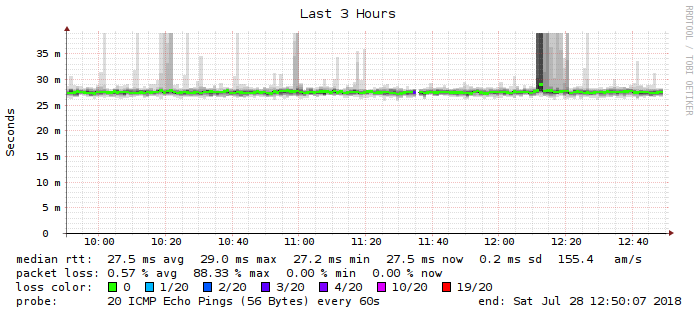 Last 3 Hours
RRDTOOL / TOBI OETIKER
Seconds
35 m
30 m
25 m
20 m
15 m
10 m
5 m
0
10:00 10:20 10:40 11:00 11:20 11:40 12:00 12:20 12:40
median rtt: 27.5 ms avg 29.0 ms max 27.2 ms min 27.5 ms now 0.2 ms sd 155.4 am/s
packet loss: 0.57 % avg 88.33 % max 0.00 % min 0.00 % now
loss color: 0 1/20 2/20 3/20 4/20 10/20 19/20
probe: 20 ICMP Echo Pings (56 Bytes) every 60s end: Sat Jul 28 12:50:07 2018